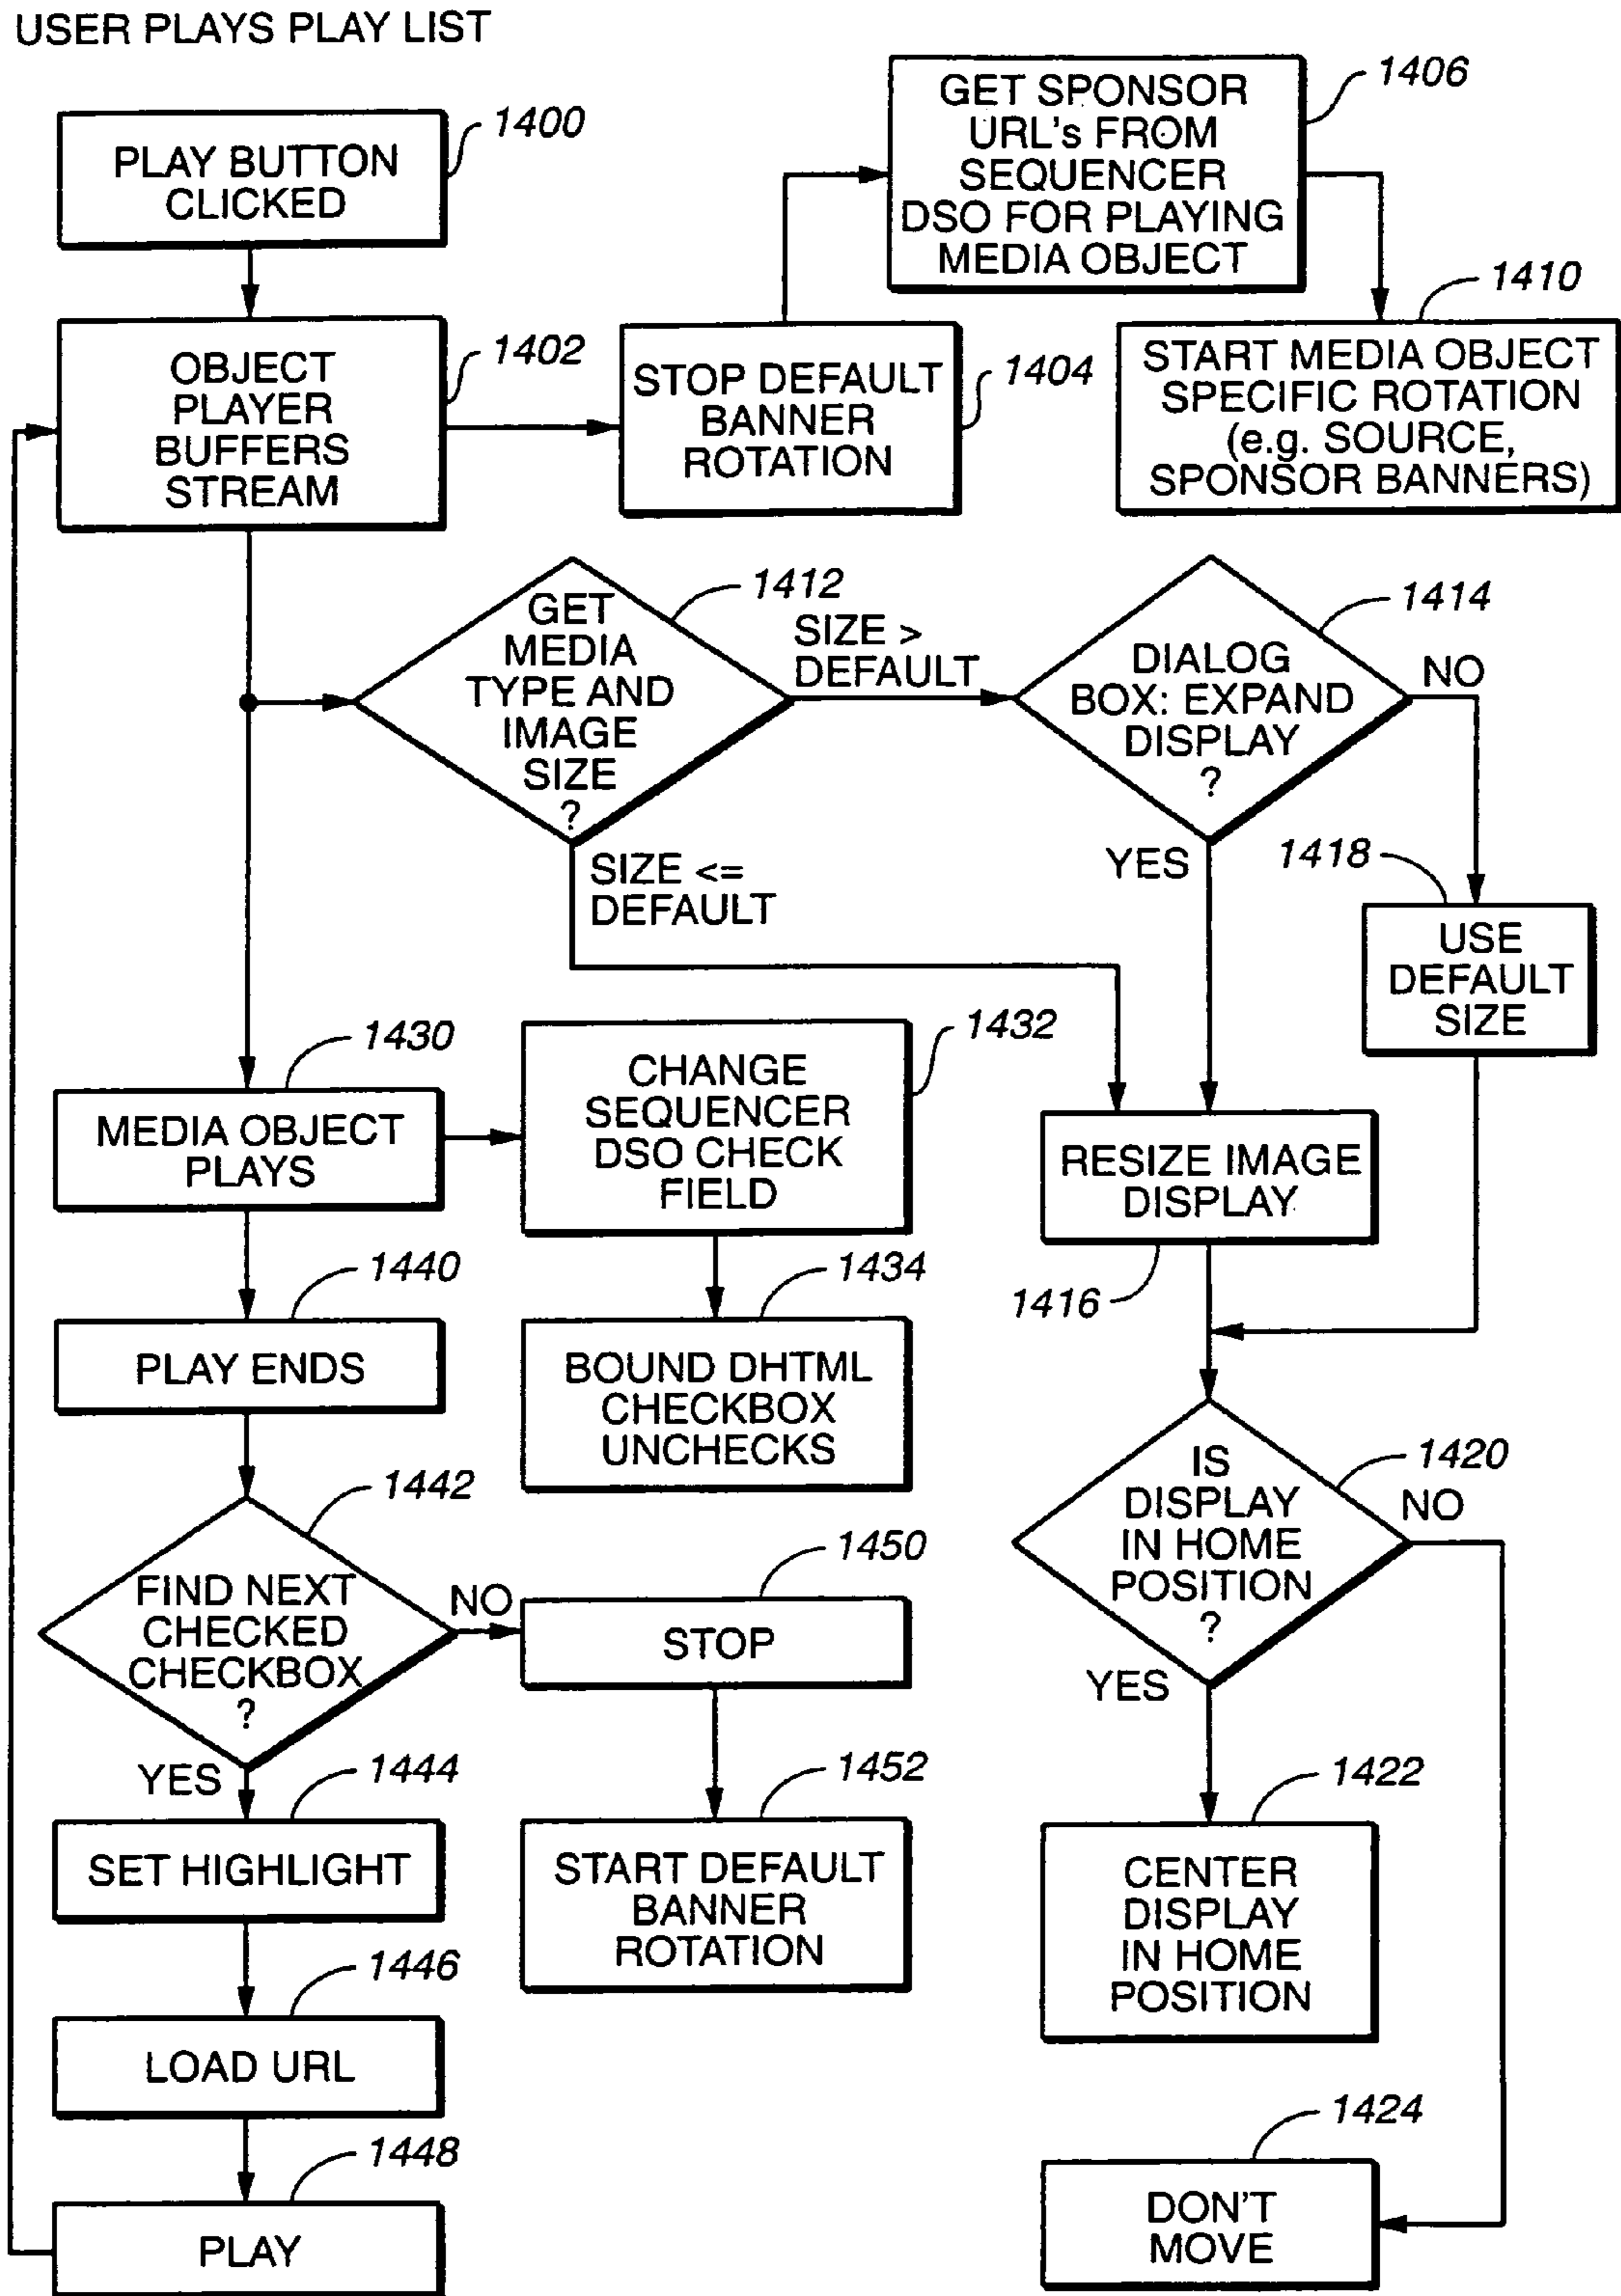 USER PLAYS PLAY LIST
PLAY BUTTON
CLICKED
1400
OBJECT
PLAYER
BUFFERS
STREAM
1402
STOP DEFAULT
BANNER
ROTATION
1404
GET SPONSOR
URL's FROM
SEQUENCER
DSO FOR PLAYING
MEDIA OBJECT
1406
START MEDIA OBJECT
SPECIFIC ROTATION
(e.g. SOURCE,
SPONSOR BANNERS)
1410
GET
MEDIA
TYPE AND
IMAGE
SIZE
?
1412
SIZE >
DEFAULT
SIZE <=
DEFAULT
DIALOG
BOX: EXPAND
DISPLAY
?
1414
NO
YES
1418
USE
DEFAULT
SIZE
RESIZE IMAGE
DISPLAY
1416
IS
DISPLAY
IN HOME
POSITION
?
1420
NO
YES
1422
CENTER
DISPLAY
IN HOME
POSITION
1424
DON'T
MOVE
1430
MEDIA OBJECT
PLAYS
1432
CHANGE
SEQUENCER
DSO CHECK
FIELD
1434
BOUND DHTML
CHECKBOX
UNCHECKS
1440
PLAY ENDS
1442
FIND NEXT
CHECKED
CHECKBOX
?
NO
YES
1450
STOP
1452
START DEFAULT
BANNER
ROTATION
1444
SET HIGHLIGHT
1446
LOAD URL
1448
PLAY